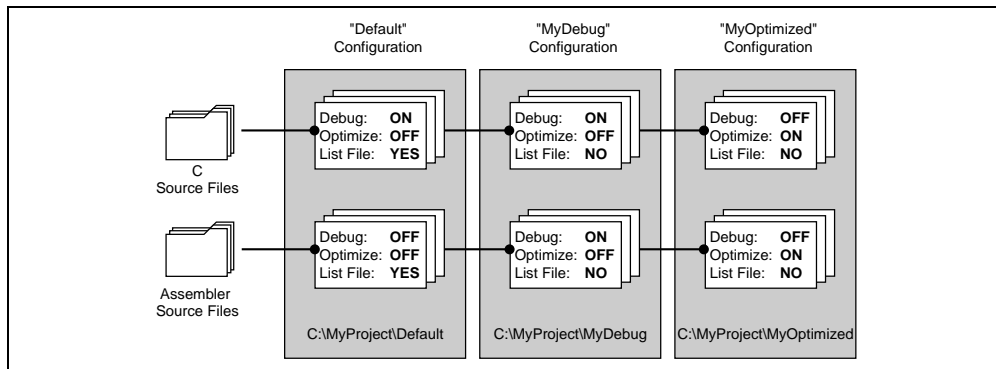 "Default"
Configuration
"MyDebug"
Configuration
"MyOptimized"
Configuration
C
Source Files
Debug: ON
Optimize: OFF
List File: YES
Debug: ON
Optimize: OFF
List File: NO
Debug: OFF
Optimize: ON
List File: NO
Assembler
Source Files
Debug: OFF
Optimize: OFF
List File: YES
Debug: ON
Optimize: OFF
List File: NO
Debug: OFF
Optimize: ON
List File: NO
C:\MyProject\Default
C:\MyProject\MyDebug
C:\MyProject\MyOptimized